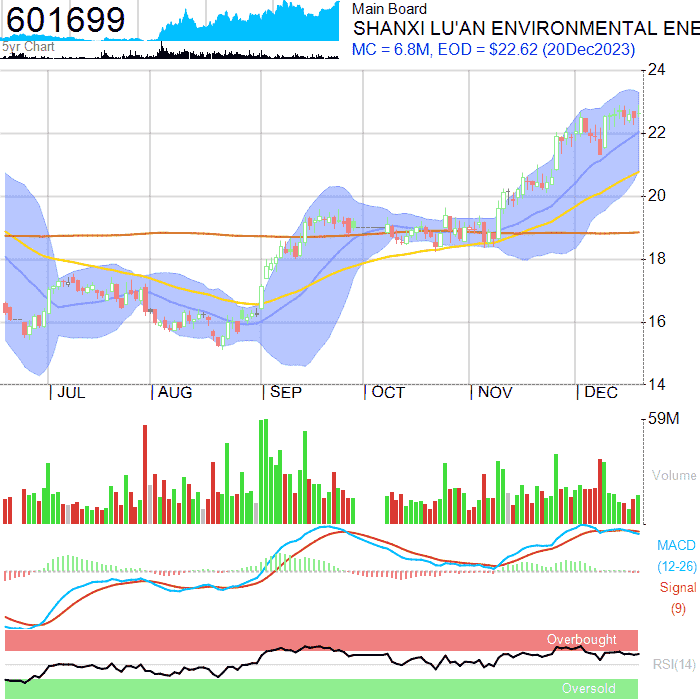 601699
5yr Chart
Main Board
SHANXI LU'AN ENVIRONMENTAL ENE
MC = 6.8M, EOD = $22.62 (20Dec2023)
24
22
20
18
16
14
JUL
AUG
SEP
OCT
NOV
DEC
59M
Volume
MACD
(12-26)
Signal
(9)
Overbought
RSI(14)
Oversold